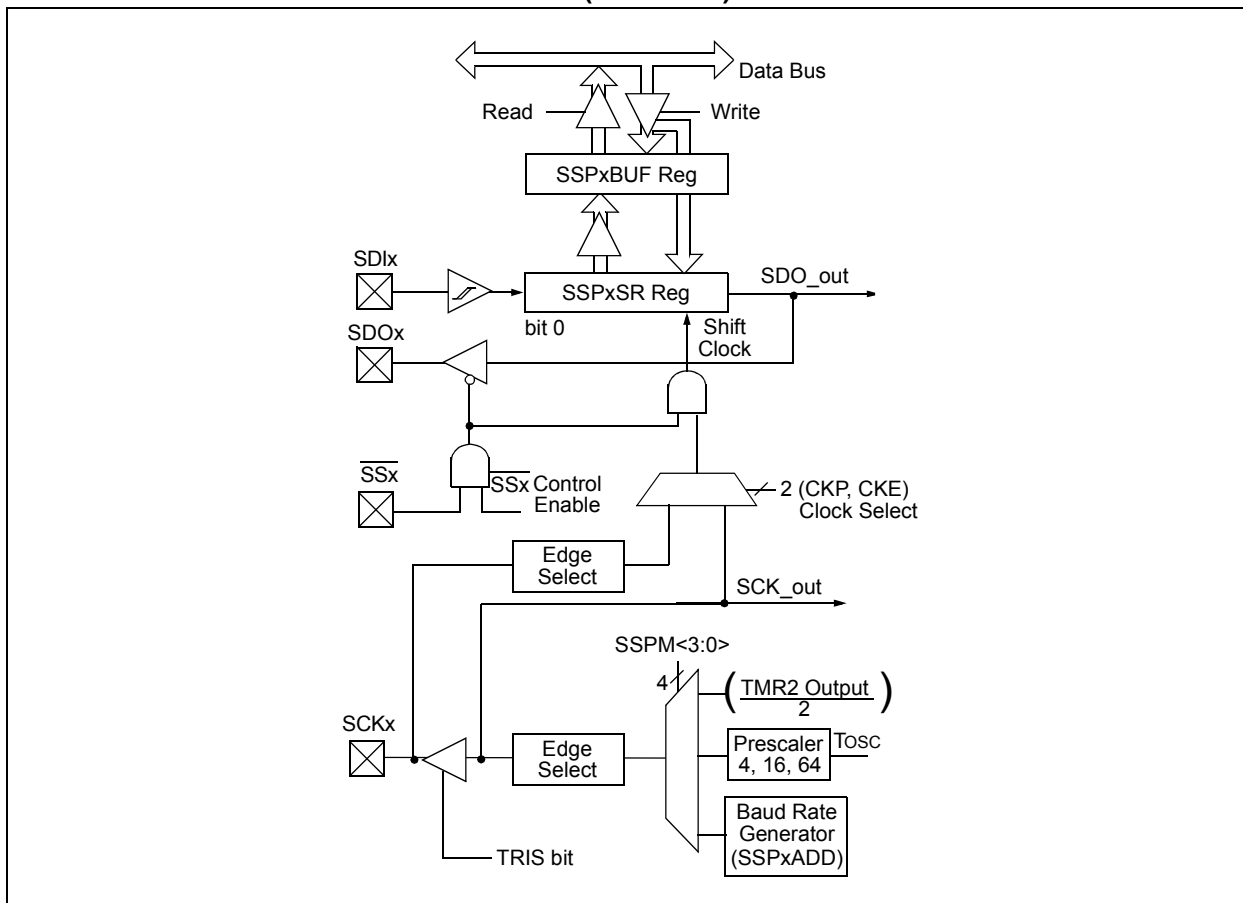 Data Bus
Read
Write
SSPxBUF Reg
SDIx
SSPxSR Reg
SDO_out
bit 0
Shift
Clock
SDOx
SSx
SSx Control
Enable
2 (CKP, CKE)
Clock Select
Edge
Select
SCK_out
SSPM<3:0>
4
( TMR2 Output )
2
SCKx
Edge
Select
Prescaler
4, 16, 64
TOSC
Baud Rate
Generator
(SSPxADD)
TRIS bit